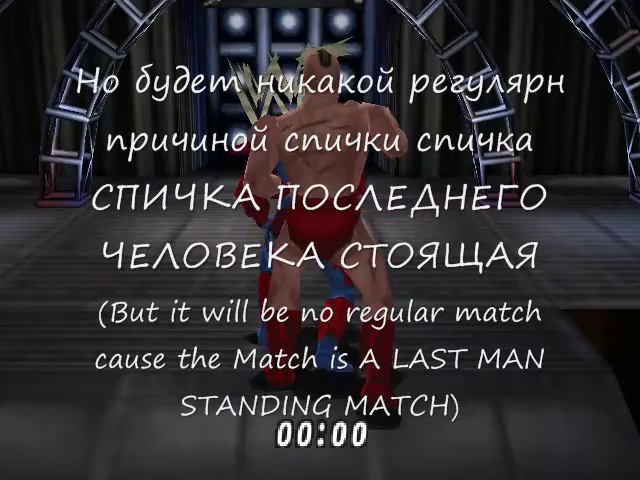 Но будет никакой регулярн
причиной спички спичка
СПИЧКА ПОСЛЕДНЕГО
ЧЕЛОВЕКА СТОЯЩАЯ
(But it will be no regular match
cause the Match is A LAST MAN
STANDING MATCH)
00:00